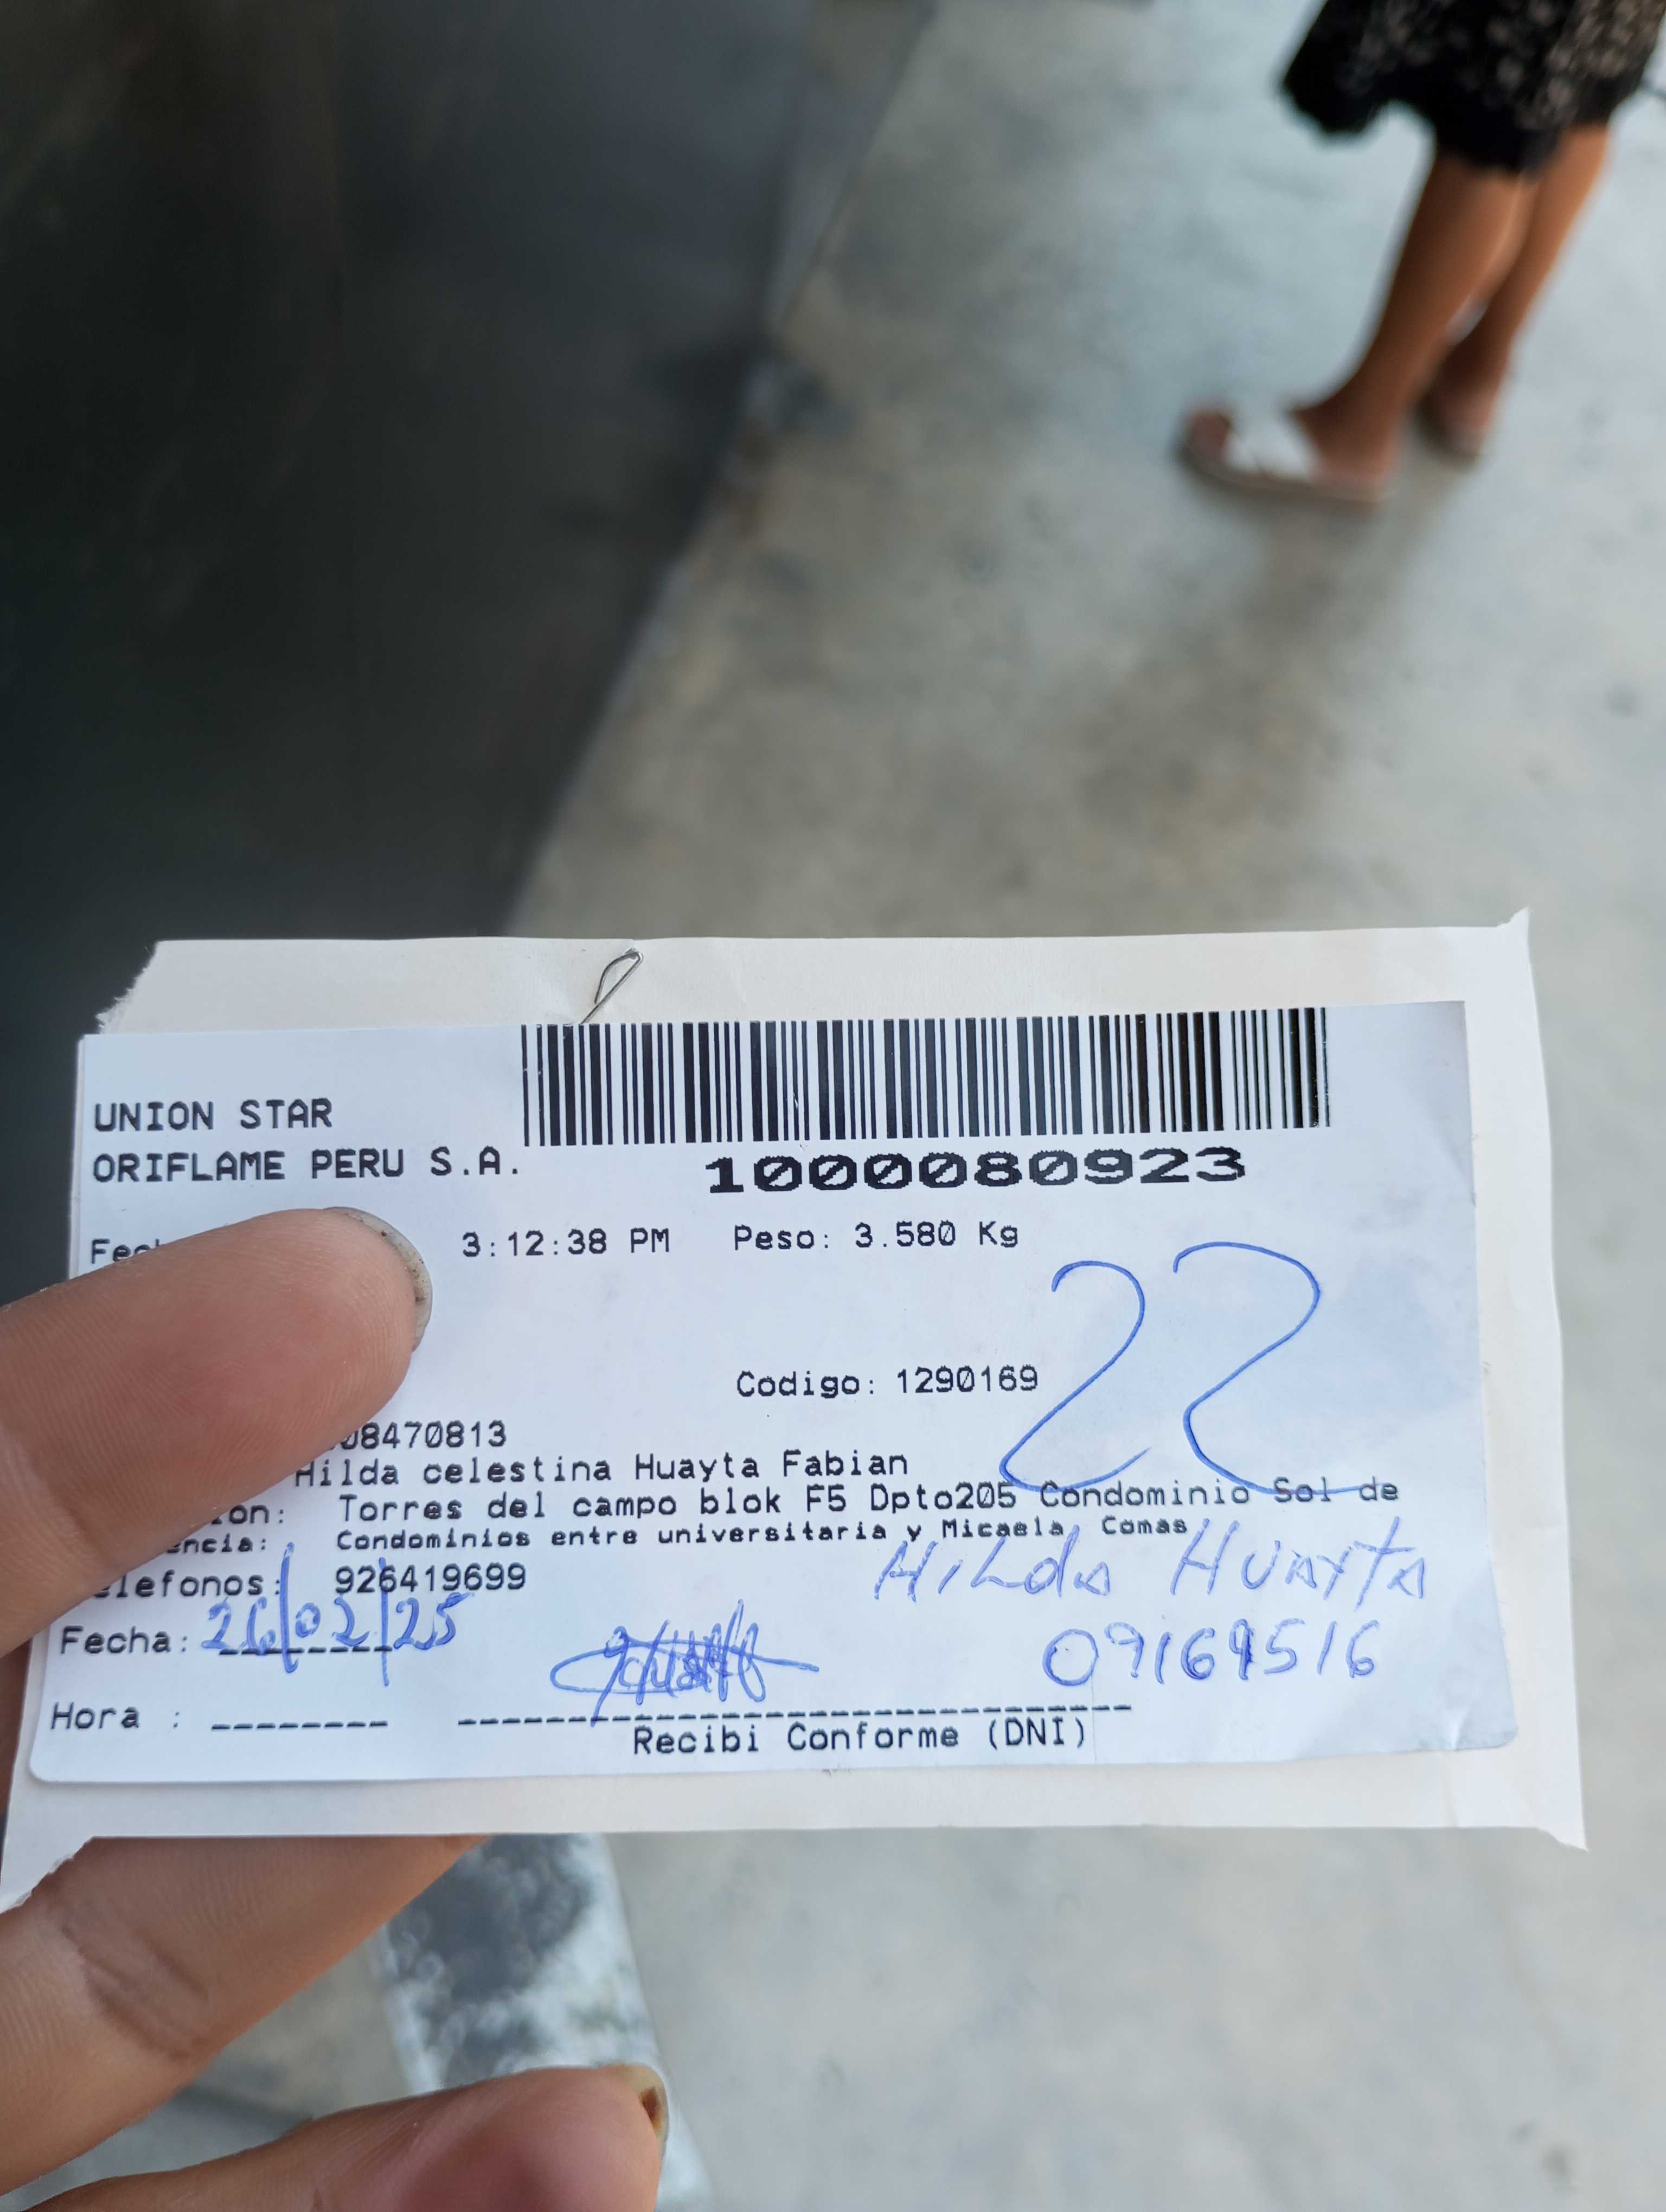 UNION STAR
ORIFLAME PERU S.A.
1000080923
3:12:38 PM Peso: 3.580 Kg
22
Codigo: 1290169
08470813
Hilda celestina Huayta Fabian
Torres del campo blok F5 Dpto205 Condominio Sol de
Condominios entre universitaria y Micaela, Comas
926419699
Hilda Huayta
Fecha: 26/02/25
09169516
Hora :
Recibi Conforme (DNI)